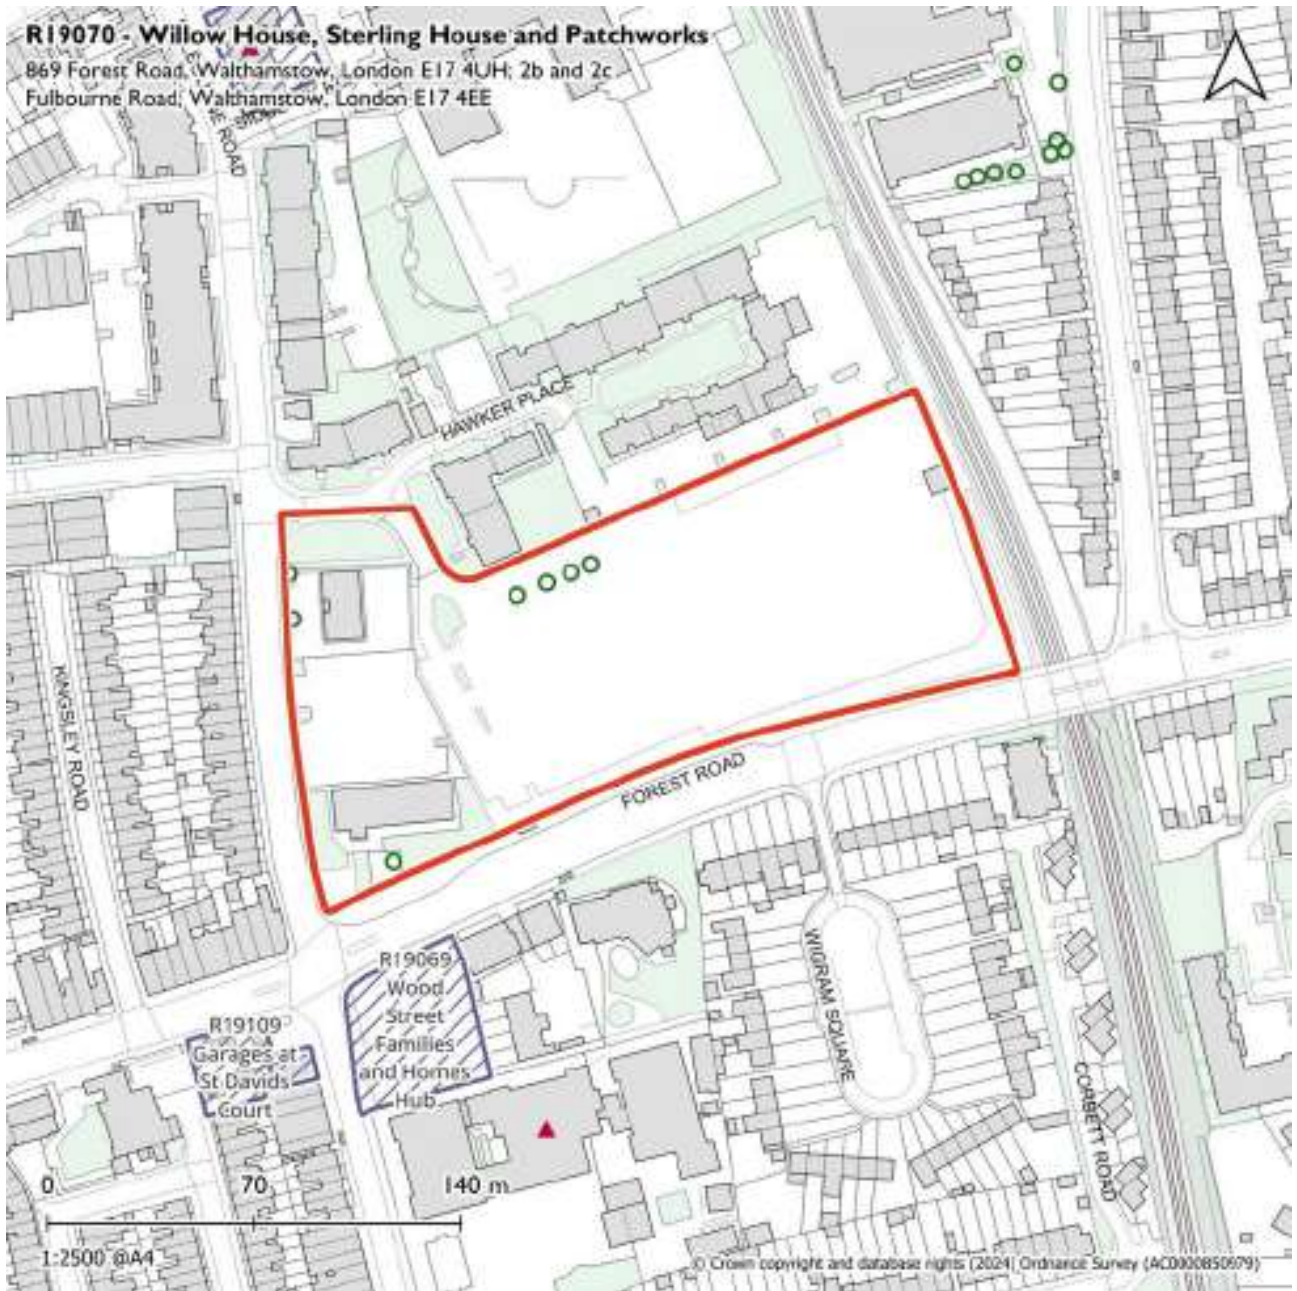 R19070 - Willow House, Sterling House and Patchworks
869 Forest Road, Walthamstow, London E17 4UH; 2b and 2c
Fulbourne Road; Walthamstow, London E17 4EE
ROAD
HAWKER PLACE
KINGSLEY ROAD
FOREST ROAD
WIGRAM SQUARE
CORBETT ROAD
R19069
Wood
Street
Families
and Homes
Hub
R19109
Garages at
St Davids
Court
0 70 140 m
1:2500 @A4
© Crown copyright and database rights (2024) Ordnance Survey (AC0000850979)